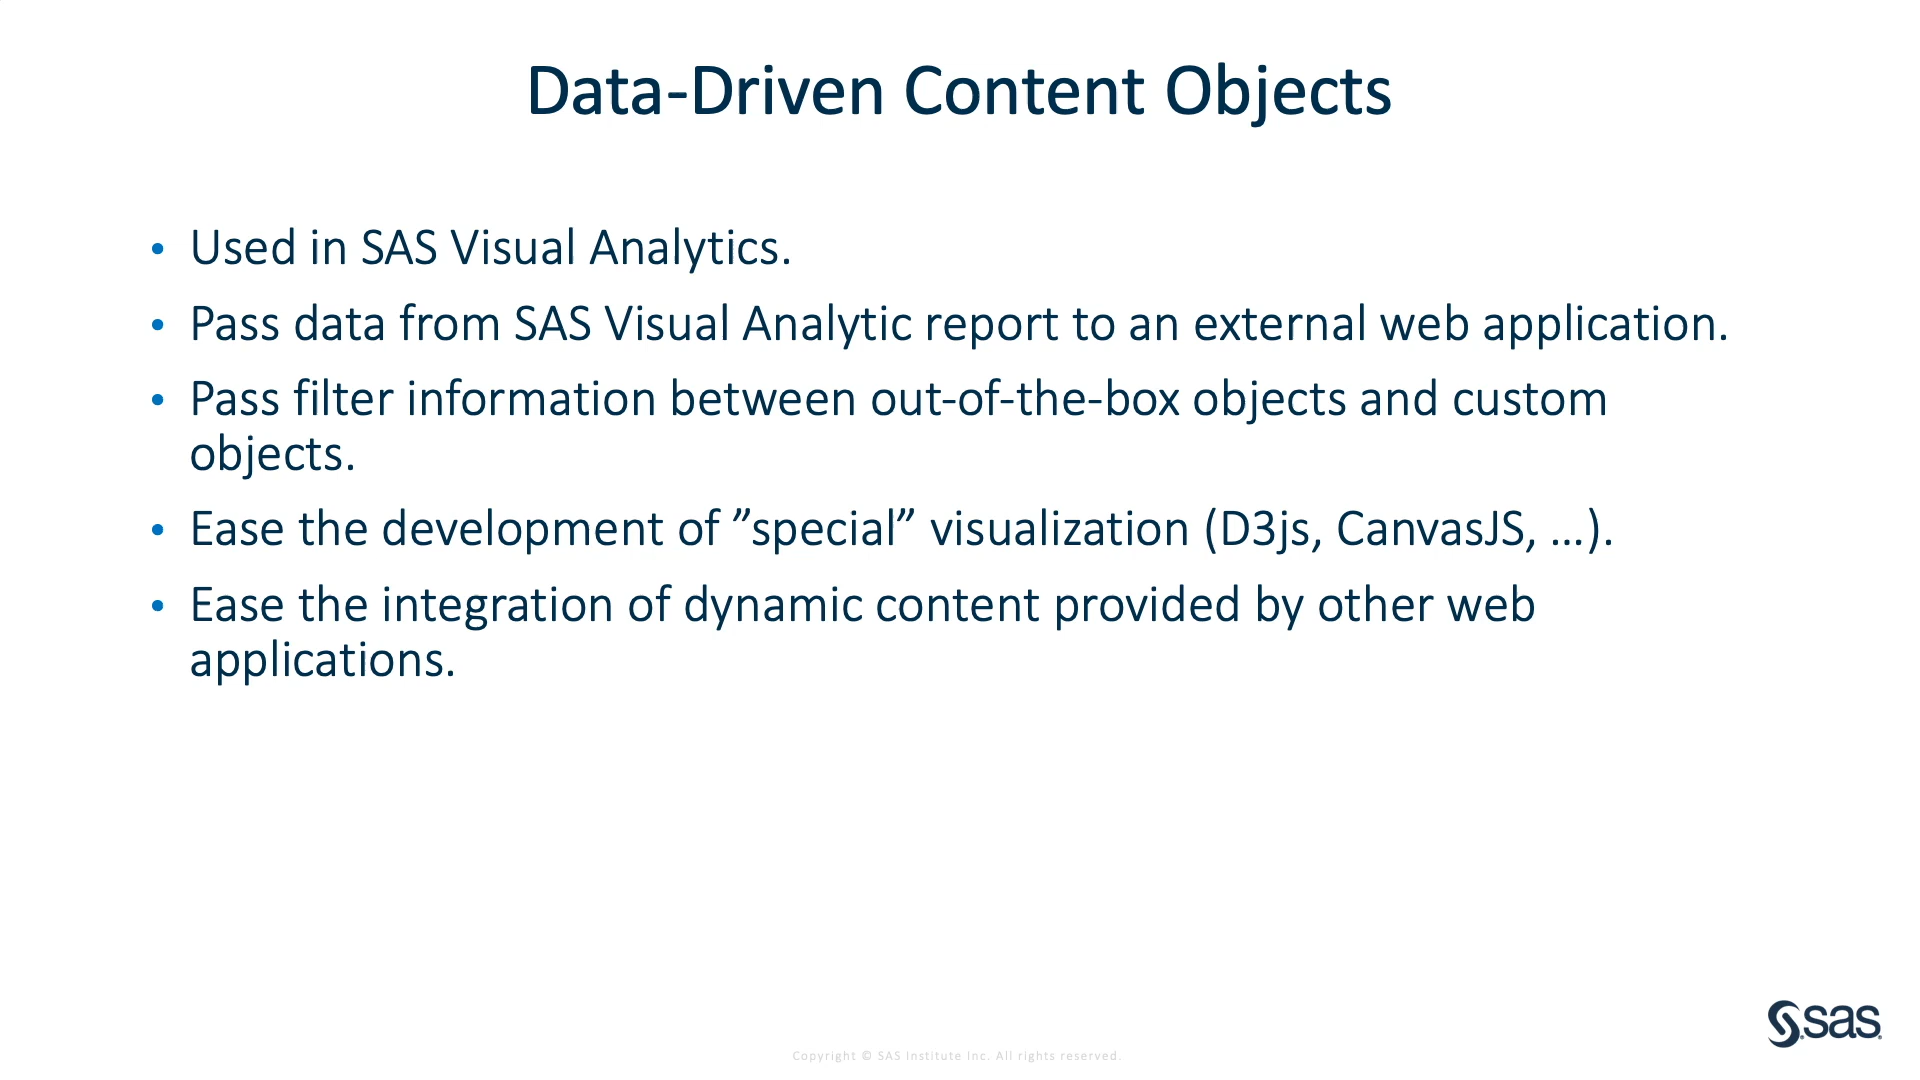 Data-Driven Content Objects
• Used in SAS Visual Analytics.
• Pass data from SAS Visual Analytic report to an external web application.
• Pass filter information between out-of-the-box objects and custom
objects.
• Ease the development of ”special” visualization (D3js, CanvasJS, …).
• Ease the integration of dynamic content provided by other web
applications.
sas
Copyright © SAS Institute Inc. All rights reserved.